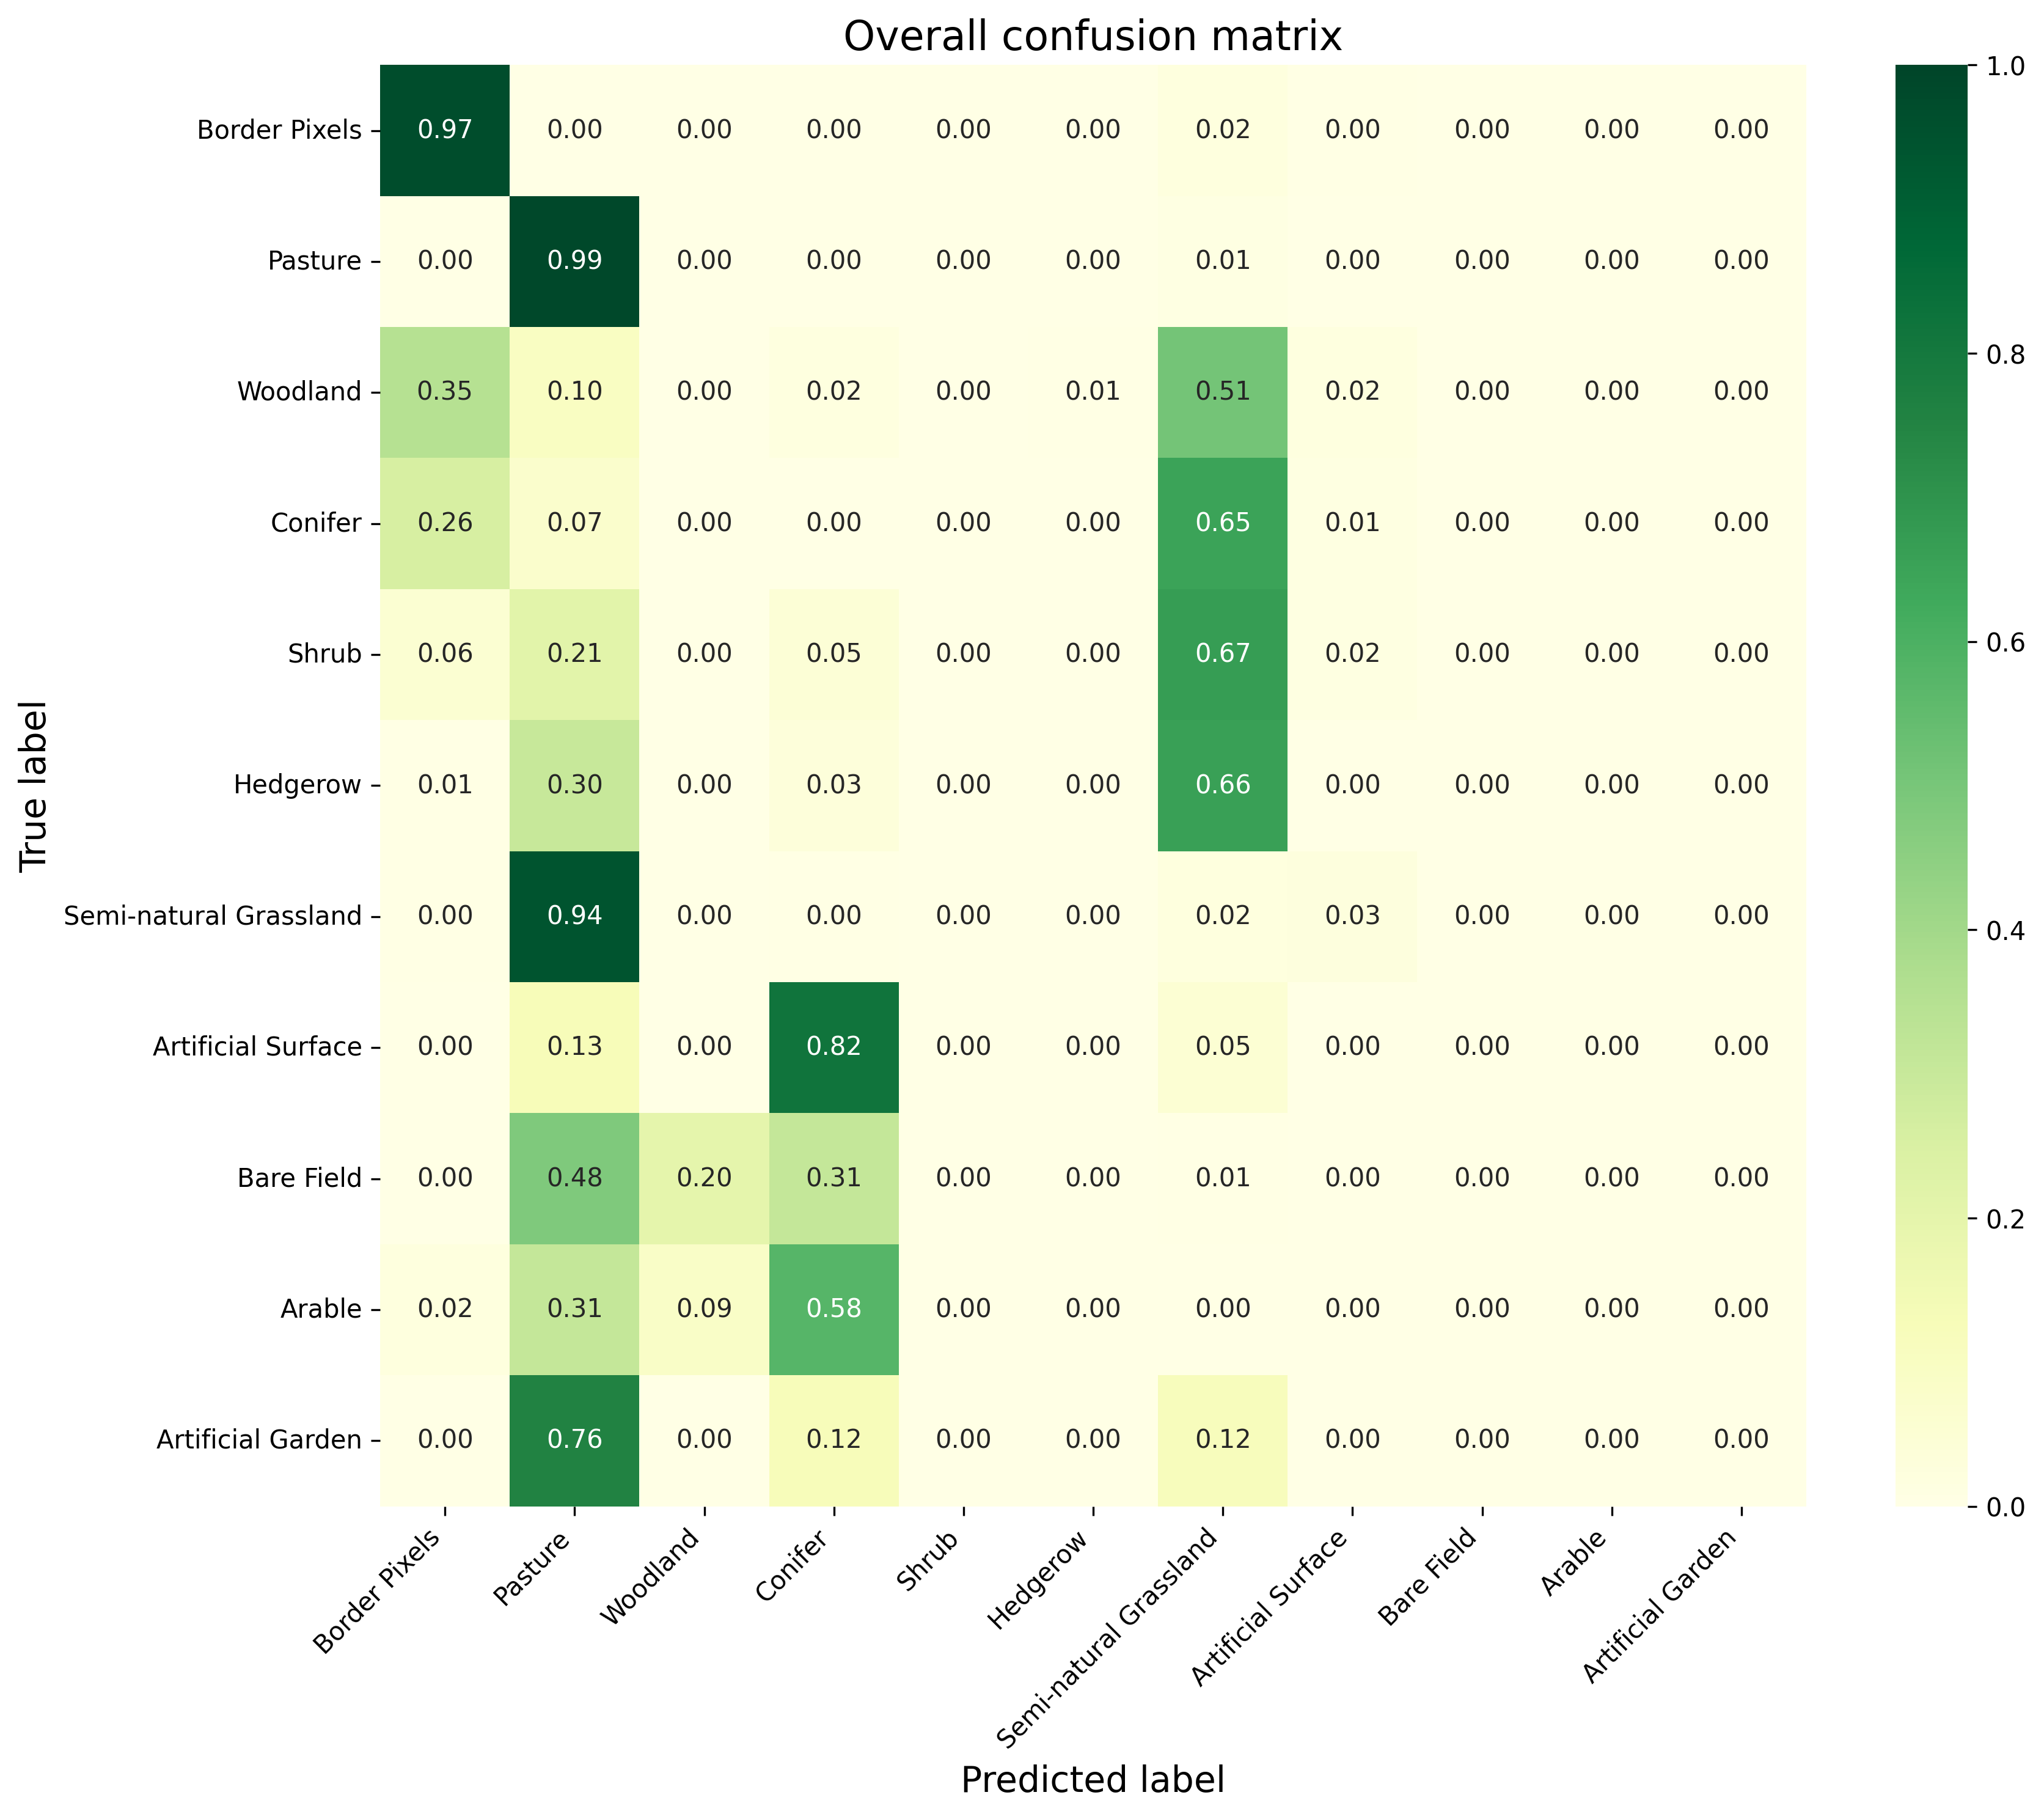 Overall confusion matrix
Border Pixels 0.97 0.00 0.00 0.00 0.00 0.00 0.02 0.00 0.00 0.00 0.00
Pasture 0.00 0.99 0.00 0.00 0.00 0.00 0.01 0.00 0.00 0.00 0.00
Woodland 0.35 0.10 0.00 0.02 0.00 0.01 0.51 0.02 0.00 0.00 0.00
Conifer 0.26 0.07 0.00 0.00 0.00 0.00 0.65 0.01 0.00 0.00 0.00
Shrub 0.06 0.21 0.00 0.05 0.00 0.00 0.67 0.02 0.00 0.00 0.00
Hedgerow 0.01 0.30 0.00 0.03 0.00 0.00 0.66 0.00 0.00 0.00 0.00
Semi-natural Grassland 0.00 0.94 0.00 0.00 0.00 0.00 0.02 0.03 0.00 0.00 0.00
Artificial Surface 0.00 0.13 0.00 0.82 0.00 0.00 0.05 0.00 0.00 0.00 0.00
Bare Field 0.00 0.48 0.20 0.31 0.00 0.00 0.01 0.00 0.00 0.00 0.00
Arable 0.02 0.31 0.09 0.58 0.00 0.00 0.00 0.00 0.00 0.00 0.00
Artificial Garden 0.00 0.76 0.00 0.12 0.00 0.00 0.12 0.00 0.00 0.00 0.00
True label
Border Pixels
Pasture
Woodland
Conifer
Shrub
Hedgerow
Semi-natural Grassland
Artificial Surface
Bare Field
Arable
Artificial Garden
Predicted label
1.0
0.8
0.6
0.4
0.2
0.0